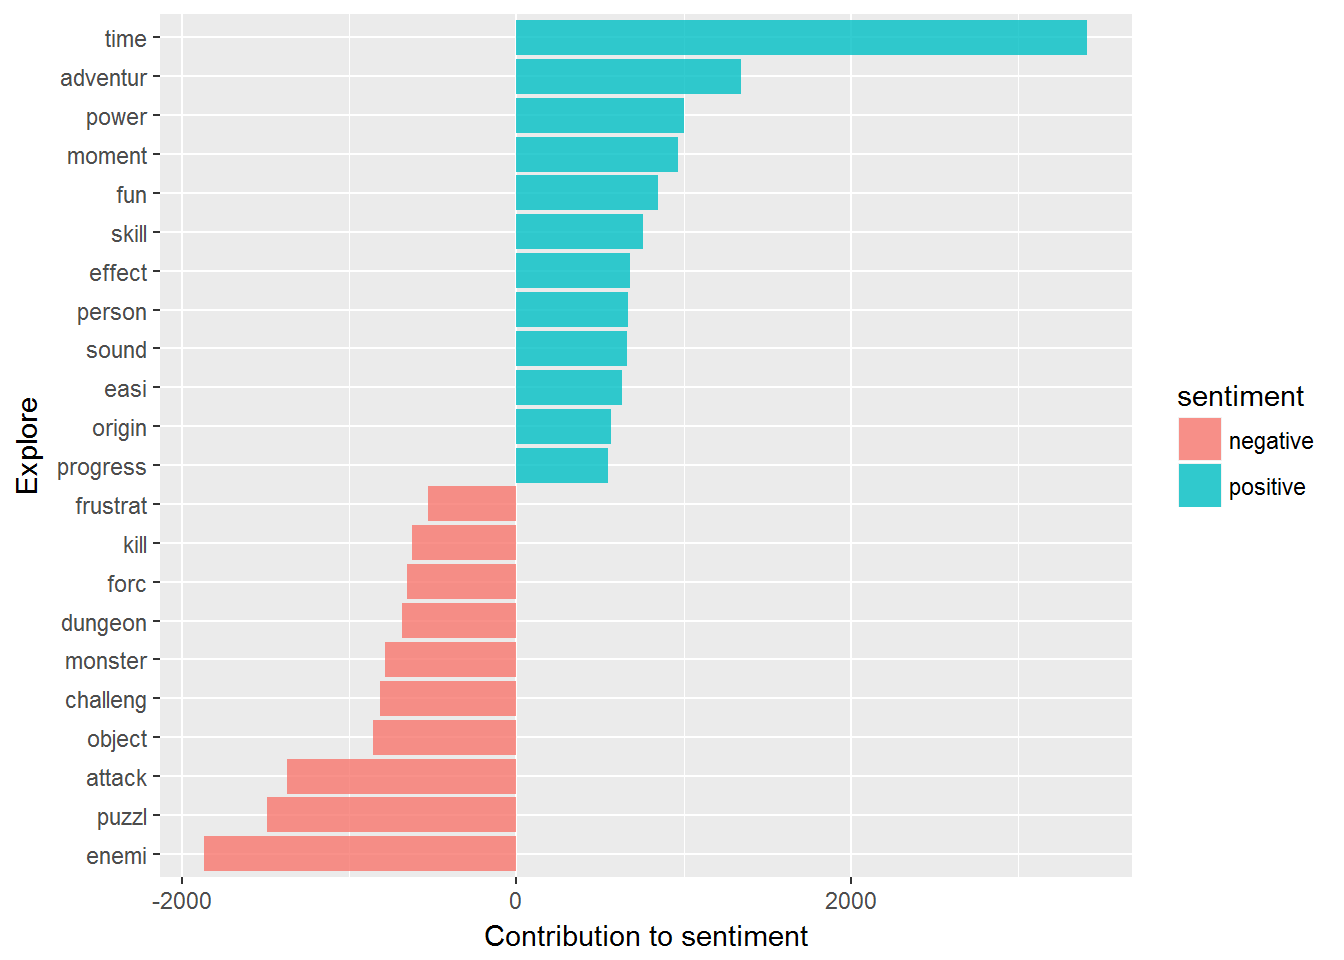 time
adventur
power
moment
fun
skill
effect
person
sound
easi
origin
progress
frustrat
kill
forc
dungeon
monster
challeng
object
attack
puzzl
enemi
Explore
-2000 0 2000
Contribution to sentiment
sentiment
negative
positive